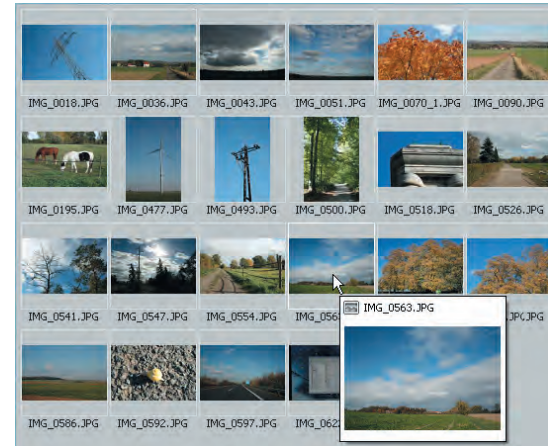 IMG_0018.JPG IMG_0036.JPG IMG_0043.JPG IMG_0051.JPG IMG_0070_1.JPG IMG_0090.JPG
IMG_0195.JPG IMG_0477.JPG IMG_0493.JPG IMG_0500.JPG IMG_0518.JPG IMG_0526.JPG
IMG_0541.JPG IMG_0547.JPG IMG_0554.JPG IMG_056
IMG_0563.JPG
IMG_0586.JPG IMG_0592.JPG IMG_0597.JPG IMG_0622